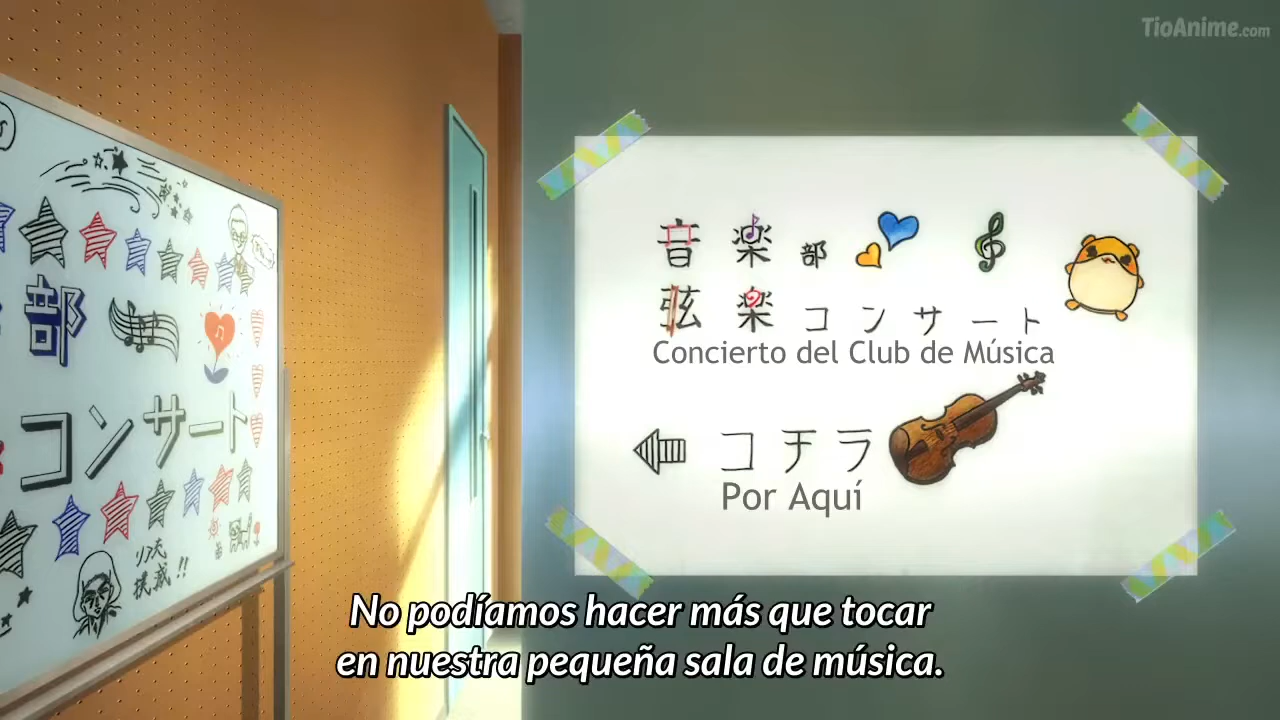 TioAnime.com
音楽部
弦楽コンサート
Concierto del Club de Música
コチラ
Por Aquí
部
コンサート
No podíamos hacer más que tocar
en nuestra pequeña sala de música.